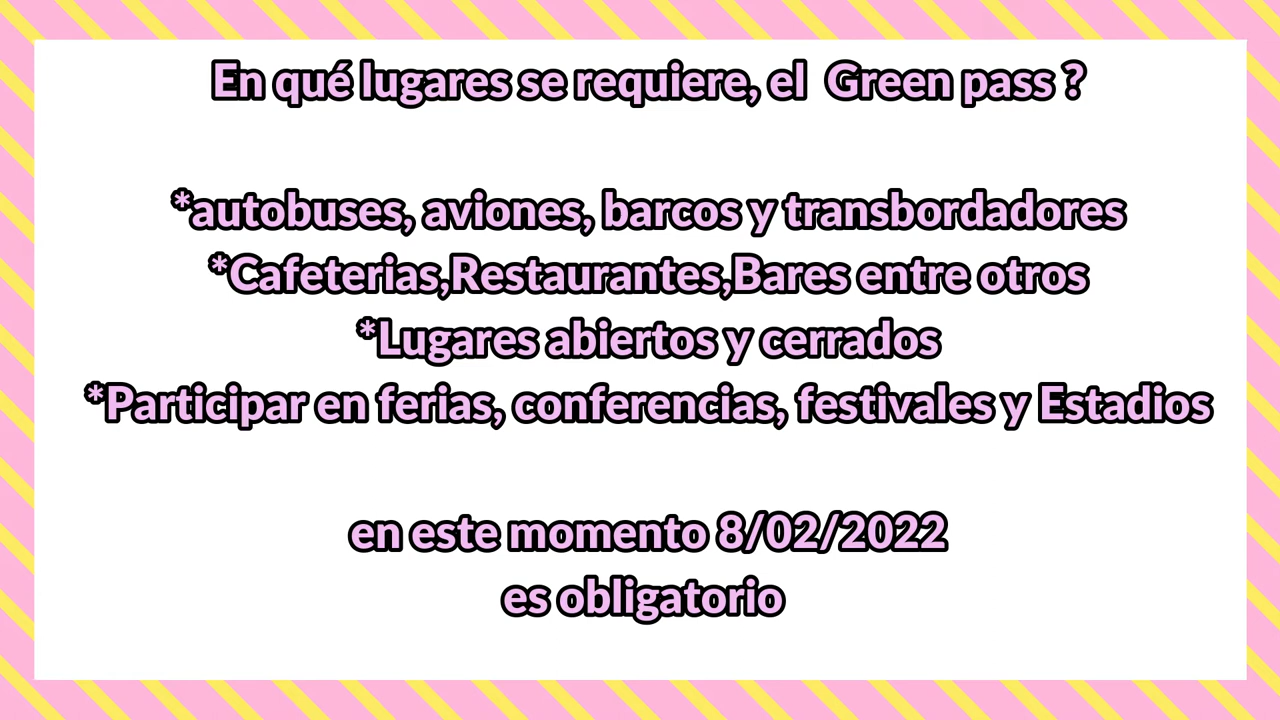 En qué lugares se requiere, el  Green pass ?
*autobuses, aviones, barcos y transbordadores
*Cafeterias,Restaurantes,Bares entre otros
*Lugares abiertos y cerrados
*Participar en ferias, conferencias, festivales y Estadios
en este momento 8/02/2022
es obligatorio